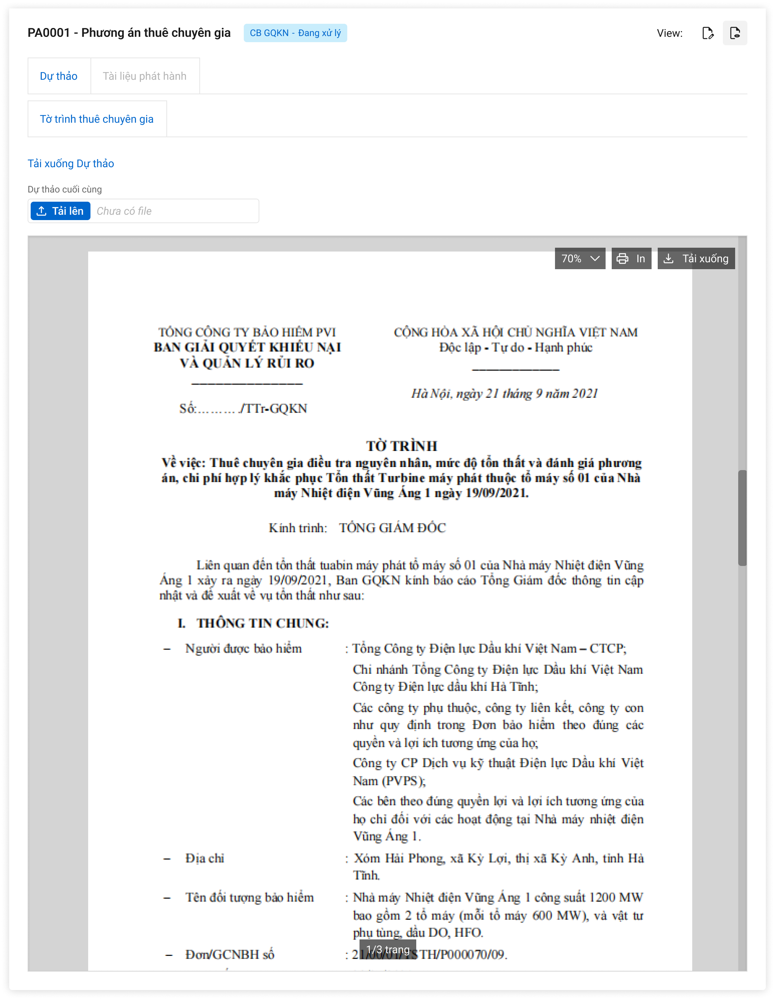 PA0001 - Phương án thuê chuyên gia
CB GQKN - Đang xử lý
View:
Dự thảo
Tài liệu phát hành
Tờ trình thuê chuyên gia
Tải xuống Dự thảo
Dự thảo cuối cùng
Tải lên
Chưa có file
70%
In
Tải xuống
TỔNG CÔNG TY BẢO HIỂM PVI
BAN GIẢI QUYẾT KHIẾU NẠI
VÀ QUẢN LÝ RỦI RO
Số:………./TTr-GQKN
CỘNG HÒA XÃ HỘI CHỦ NGHĨA VIỆT NAM
Độc lập - Tự do - Hạnh phúc
Hà Nội, ngày 21 tháng 9 năm 2021
TỜ TRÌNH
Về việc: Thuê chuyên gia điều tra nguyên nhân, mức độ tổn thất và đánh giá phương
án, chi phí hợp lý khắc phục Tổn thất Turbine máy phát thuộc tổ máy số 01 của Nhà
máy Nhiệt điện Vũng Áng 1 ngày 19/09/2021.
Kính trình: TỔNG GIÁM ĐỐC
Liên quan đến tổn thất tuabin máy phát tổ máy số 01 của Nhà máy Nhiệt điện Vũng
Áng 1 xảy ra ngày 19/09/2021, Ban GQKN kính báo cáo Tổng Giám đốc thông tin cập
nhật và đề xuất về vụ tổn thất như sau:
I. THÔNG TIN CHUNG:
– Người được bảo hiểm : Tổng Công ty Điện lực Dầu khí Việt Nam – CTCP;
Chi nhánh Tổng Công ty Điện lực Dầu khí Việt Nam
Công ty Điện lực dầu khí Hà Tĩnh;
Các công ty phụ thuộc, công ty liên kết, công ty con
như quy định trong Đơn bảo hiểm theo đúng các
quyền và lợi ích tương ứng của họ;
Công ty CP Dịch vụ kỹ thuật Điện lực Dầu khí Việt
Nam (PVPS);
Các bên theo đúng quyền lợi và lợi ích tương ứng của
họ chỉ đối với các hoạt động tại Nhà máy nhiệt điện
Vũng Áng 1.
– Địa chỉ : Xóm Hải Phong, xã Kỳ Lợi, thị xã Kỳ Anh, tỉnh Hà
Tĩnh.
– Tên đối tượng bảo hiểm : Nhà máy Nhiệt điện Vũng Áng 1 công suất 1200 MW
bao gồm 2 tổ máy (mỗi tổ máy 600 MW), và vật tư
phụ tùng, dầu DO, HFO.
– Đơn/GCNBH số : 21/00/01/TSTH/P000070/09.
1/3 trang